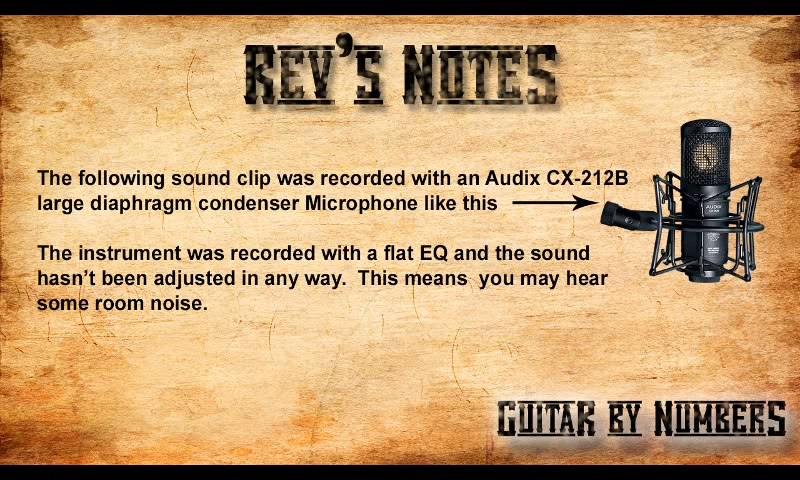 Rev's Notes
The following sound clip was recorded with an Audix CX-212B
large diaphragm condenser Microphone like this
AUDIX
The instrument was recorded with a flat EQ and the sound
hasn't been adjusted in any way.  This means  you may hear
some room noise.
Guitar by Numbers